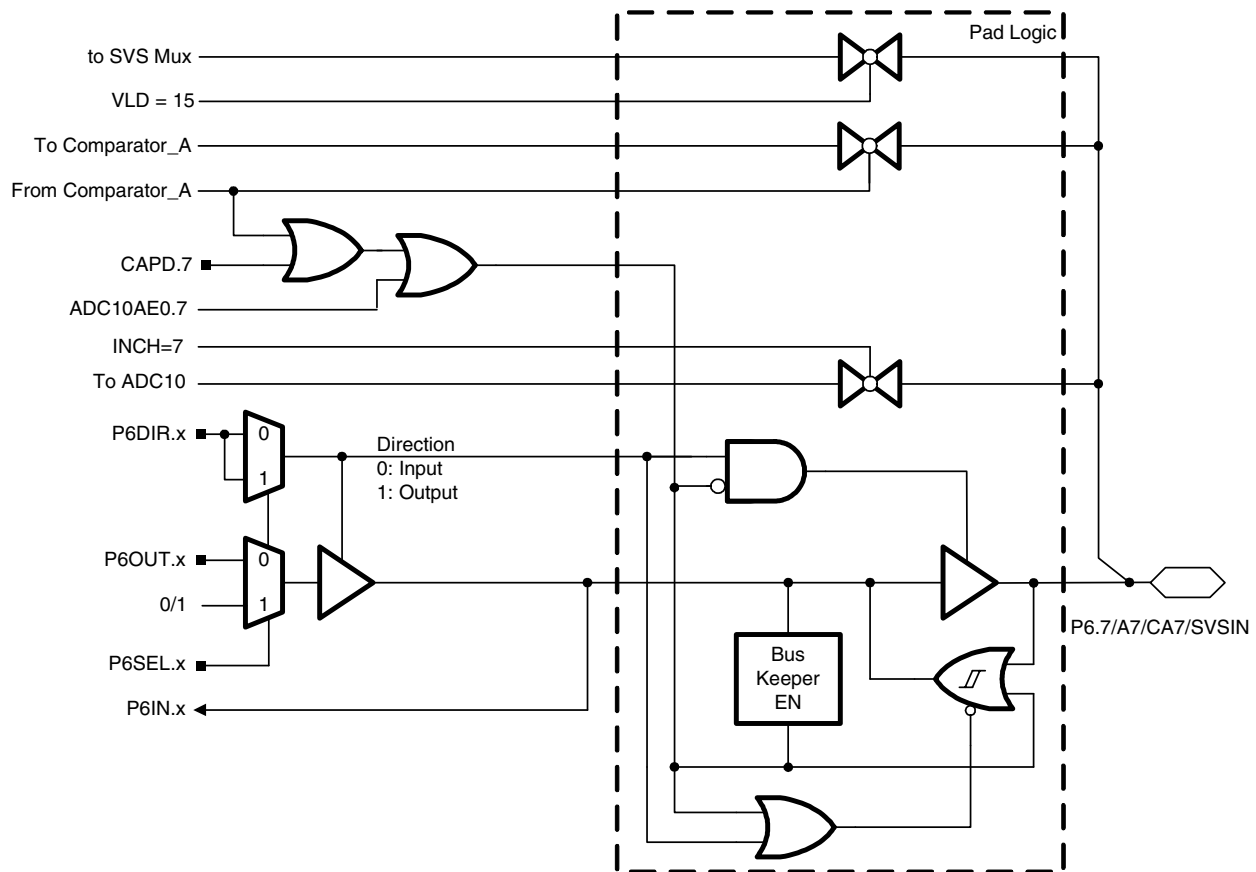 Pad Logic
to SVS Mux
VLD = 15
To Comparator_A
From Comparator_A
CAPD.7
ADC10AE0.7
INCH=7
To ADC10
P6DIR.x
0
1
Direction
0: Input
1: Output
P6OUT.x
0
0/1
1
P6SEL.x
P6IN.x
Bus
Keeper
EN
P6.7/A7/CA7/SVSIN